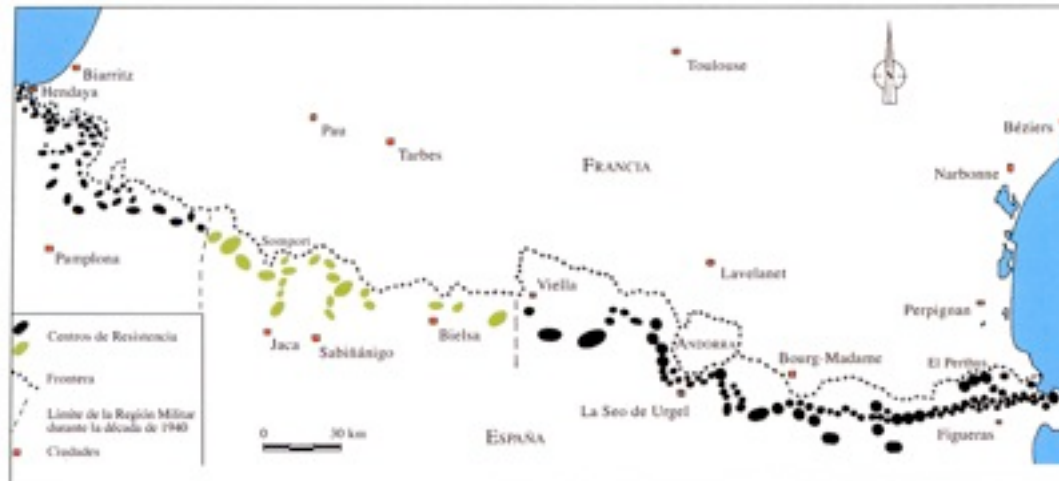 Biarritz
Hendaya
Toulouse
Pau
Tarbes
Béziers
FRANCIA
Narbonne
Somport
Pamplona
Viella
Lavelanet
Perpignan
Centros de Resistencia
Jaca
Sabiñánigo
Bielsa
ANDORRA
Bourg-Madame
El Perthus
Frontera
Límite de la Región Militar
durante la década de 1940
La Seo de Urgel
0 30 km
ESPAÑA
Figueras
Ciudades